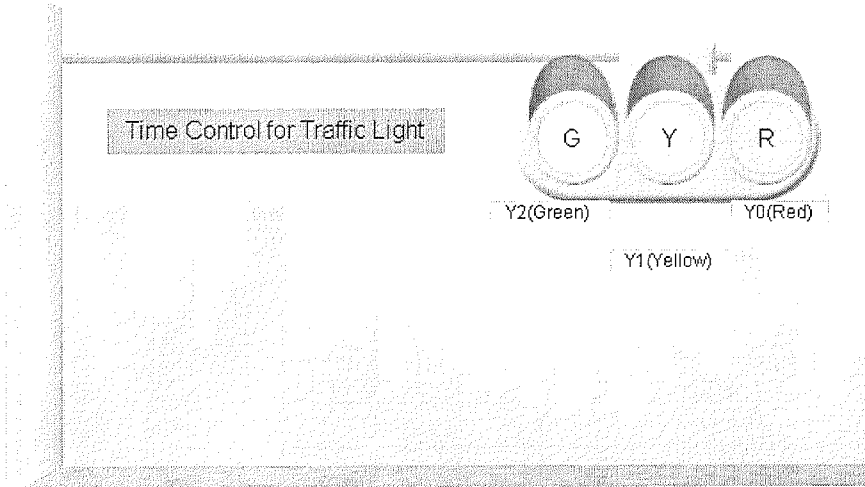 Time Control for Traffic Light
G Y R
Y2(Green) Y0(Red)
Y1(Yellow)